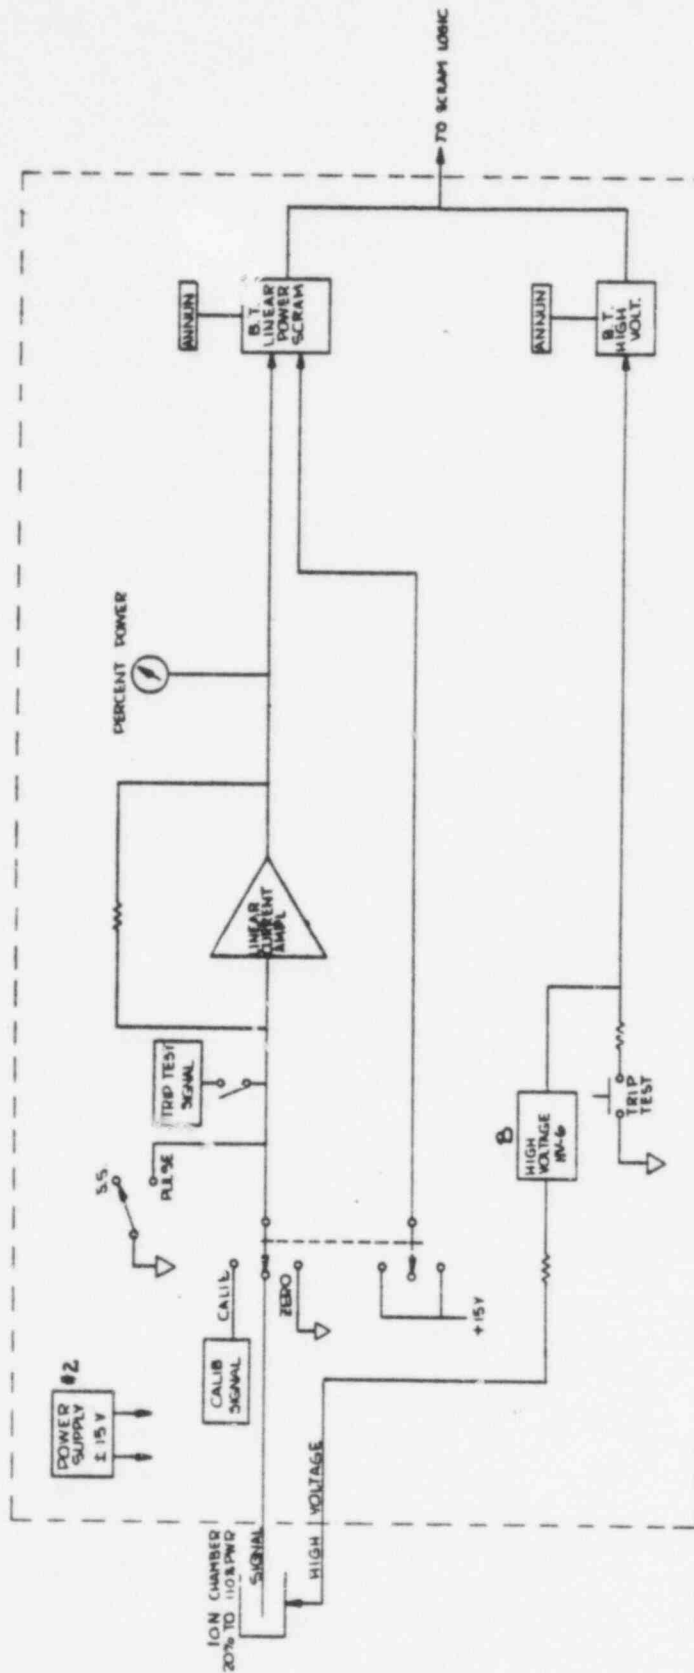 ION CHAMBER
20% TO 110% PWR
SIGNAL
HIGH VOLTAGE
POWER
SUPPLY
± 15V
#2
CALIB
SIGNAL
CALIB
ZERO
+15V
S.S.
PULSE
TRIP TEST
SIGNAL
LINEAR
CURRENT
AMPL
PERCENT POWER
B
HIGH
VOLTAGE
HV-6
TRIP
TEST
ANNUN
B.T.
LINEAR
POWER
SCRAM
ANNUN
B.T.
HIGH
VOLT.
TO SCRAM LOGIC